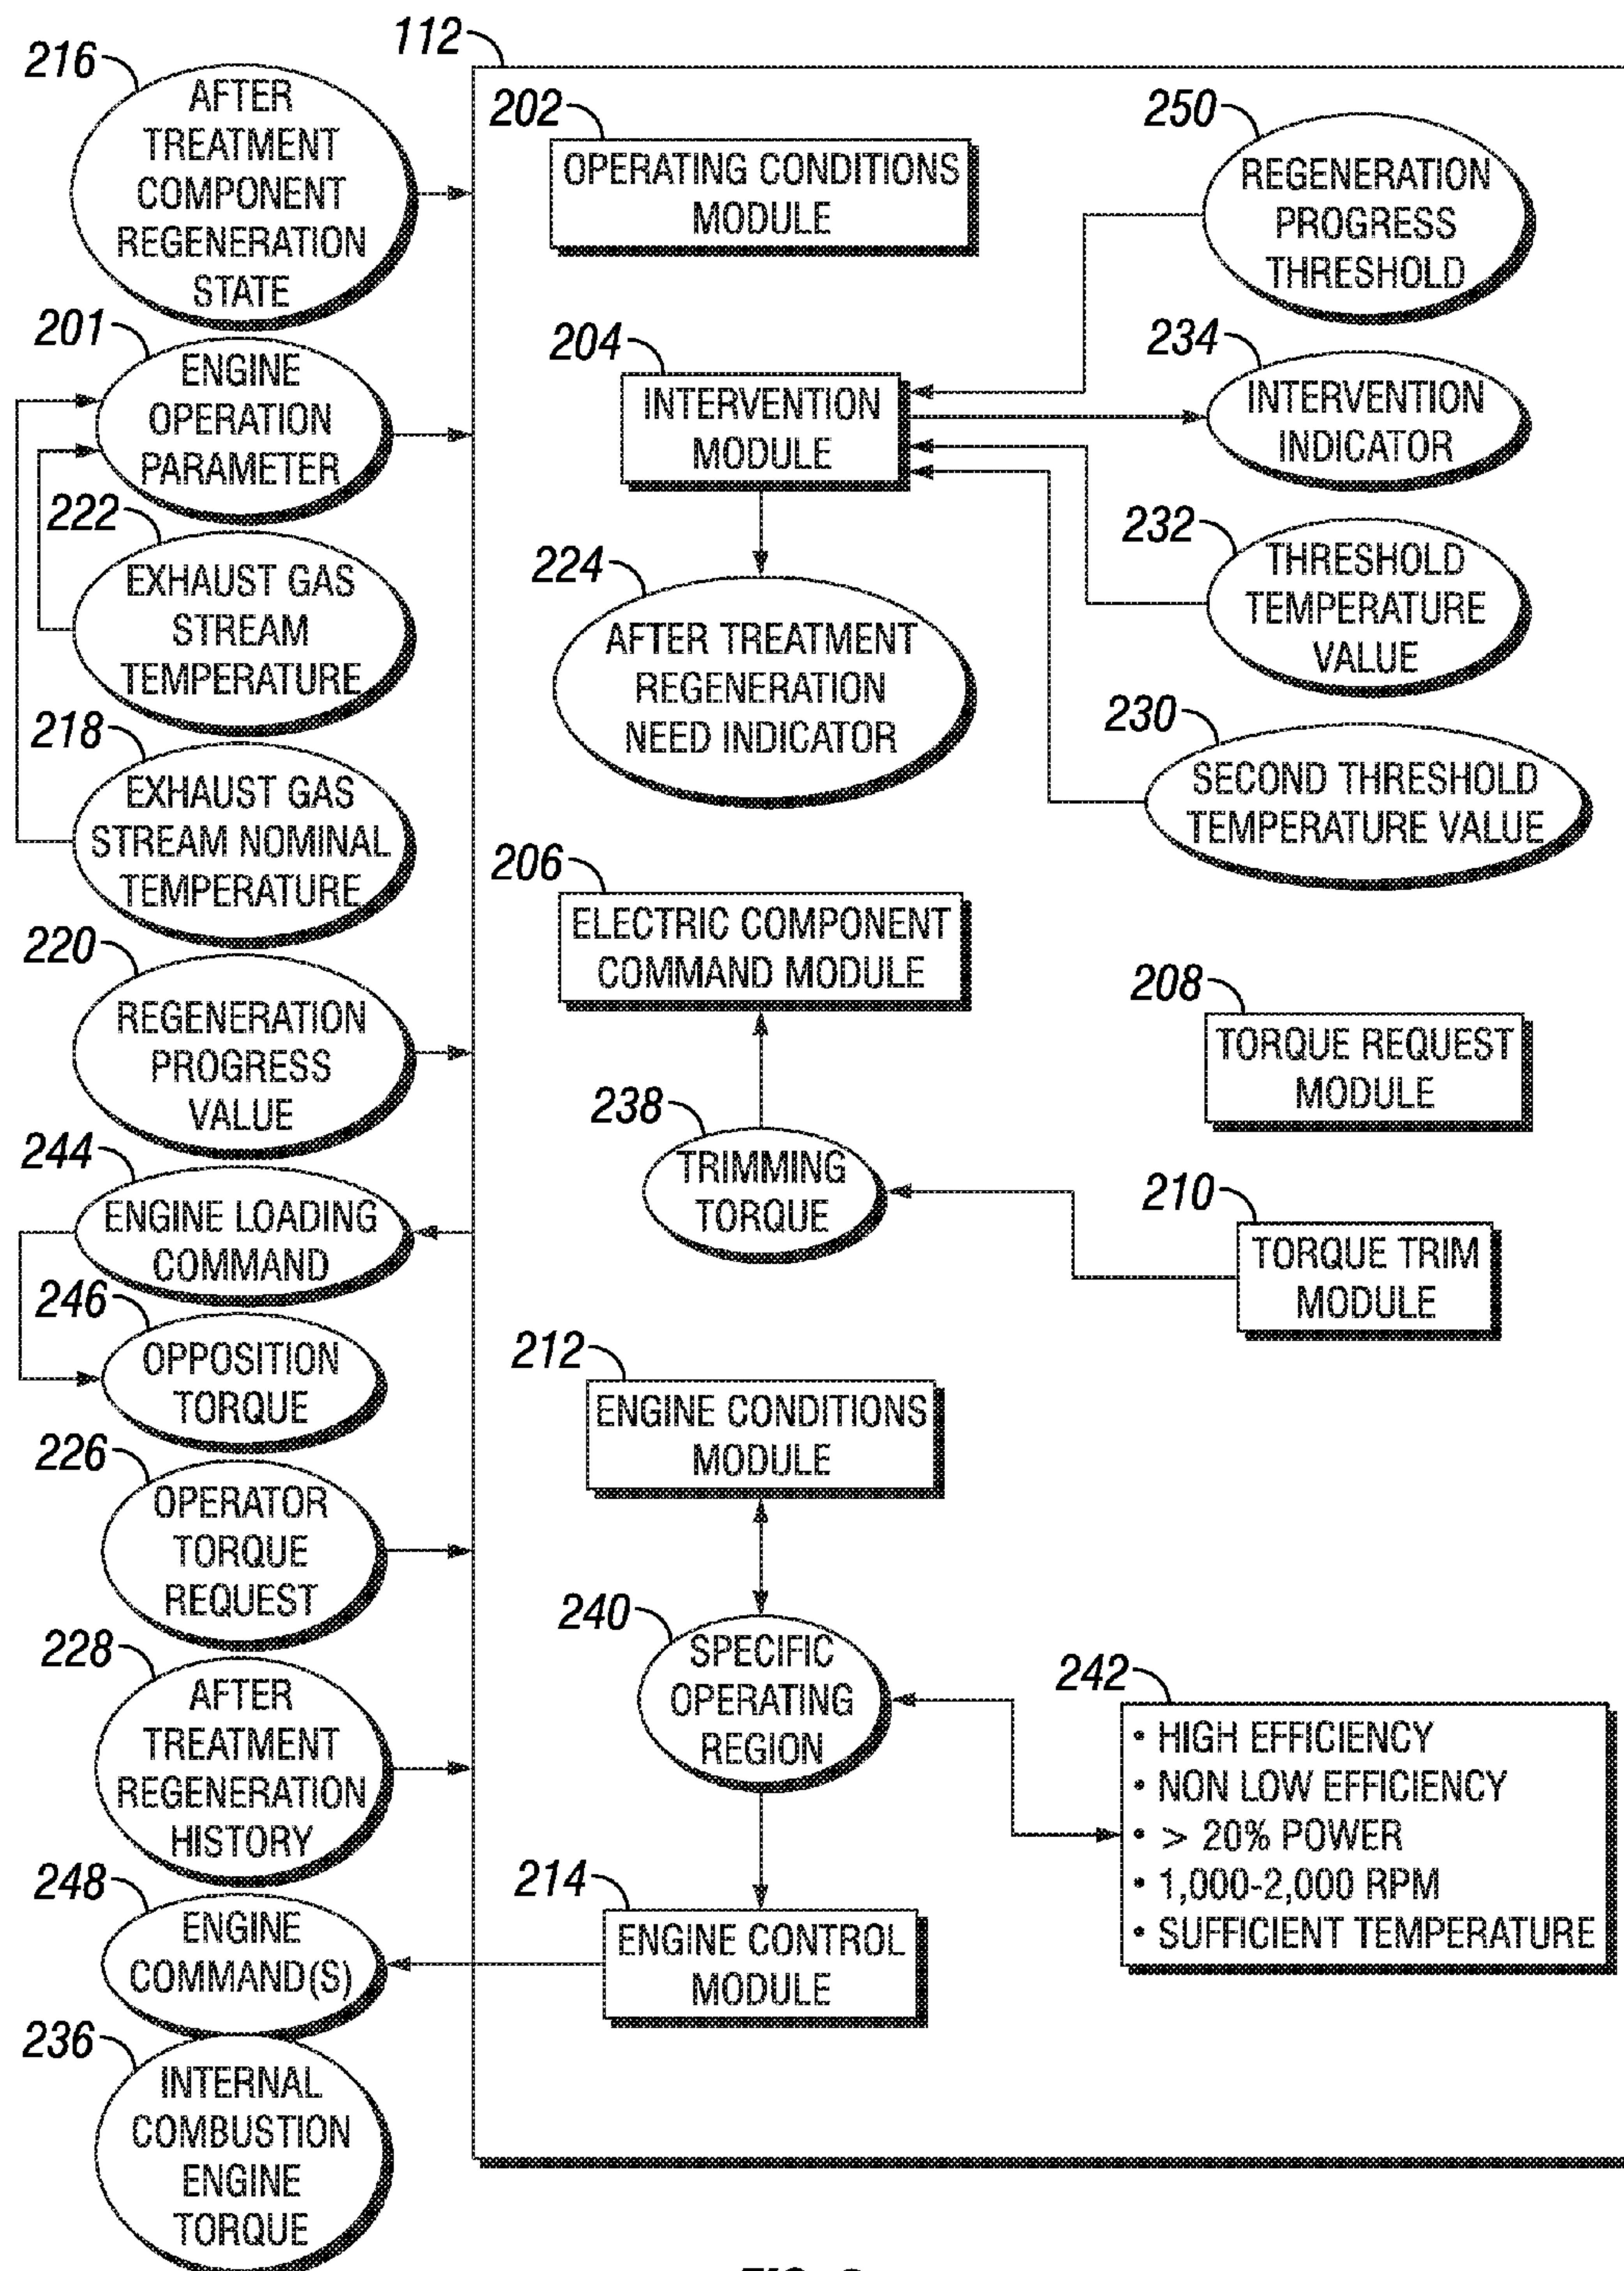 112
216
AFTER
TREATMENT
COMPONENT
REGENERATION
STATE
201
ENGINE
OPERATION
PARAMETER
222
EXHAUST GAS
STREAM
TEMPERATURE
218
EXHAUST GAS
STREAM NOMINAL
TEMPERATURE
220
REGENERATION
PROGRESS
VALUE
244
ENGINE LOADING
COMMAND
246
OPPOSITION
TORQUE
226
OPERATOR
TORQUE
REQUEST
228
AFTER
TREATMENT
REGENERATION
HISTORY
248
ENGINE
COMMAND(S)
236
INTERNAL
COMBUSTION
ENGINE
TORQUE
202
OPERATING CONDITIONS
MODULE
204
INTERVENTION
MODULE
224
AFTER TREATMENT
REGENERATION
NEED INDICATOR
206
ELECTRIC COMPONENT
COMMAND MODULE
238
TRIMMING
TORQUE
212
ENGINE CONDITIONS
MODULE
240
SPECIFIC
OPERATING
REGION
214
ENGINE CONTROL
MODULE
250
REGENERATION
PROGRESS
THRESHOLD
234
INTERVENTION
INDICATOR
232
THRESHOLD
TEMPERATURE
VALUE
230
SECOND THRESHOLD
TEMPERATURE VALUE
208
TORQUE REQUEST
MODULE
210
TORQUE TRIM
MODULE
242
• HIGH EFFICIENCY
• NON LOW EFFICIENCY
• > 20% POWER
• 1,000-2,000 RPM
• SUFFICIENT TEMPERATURE